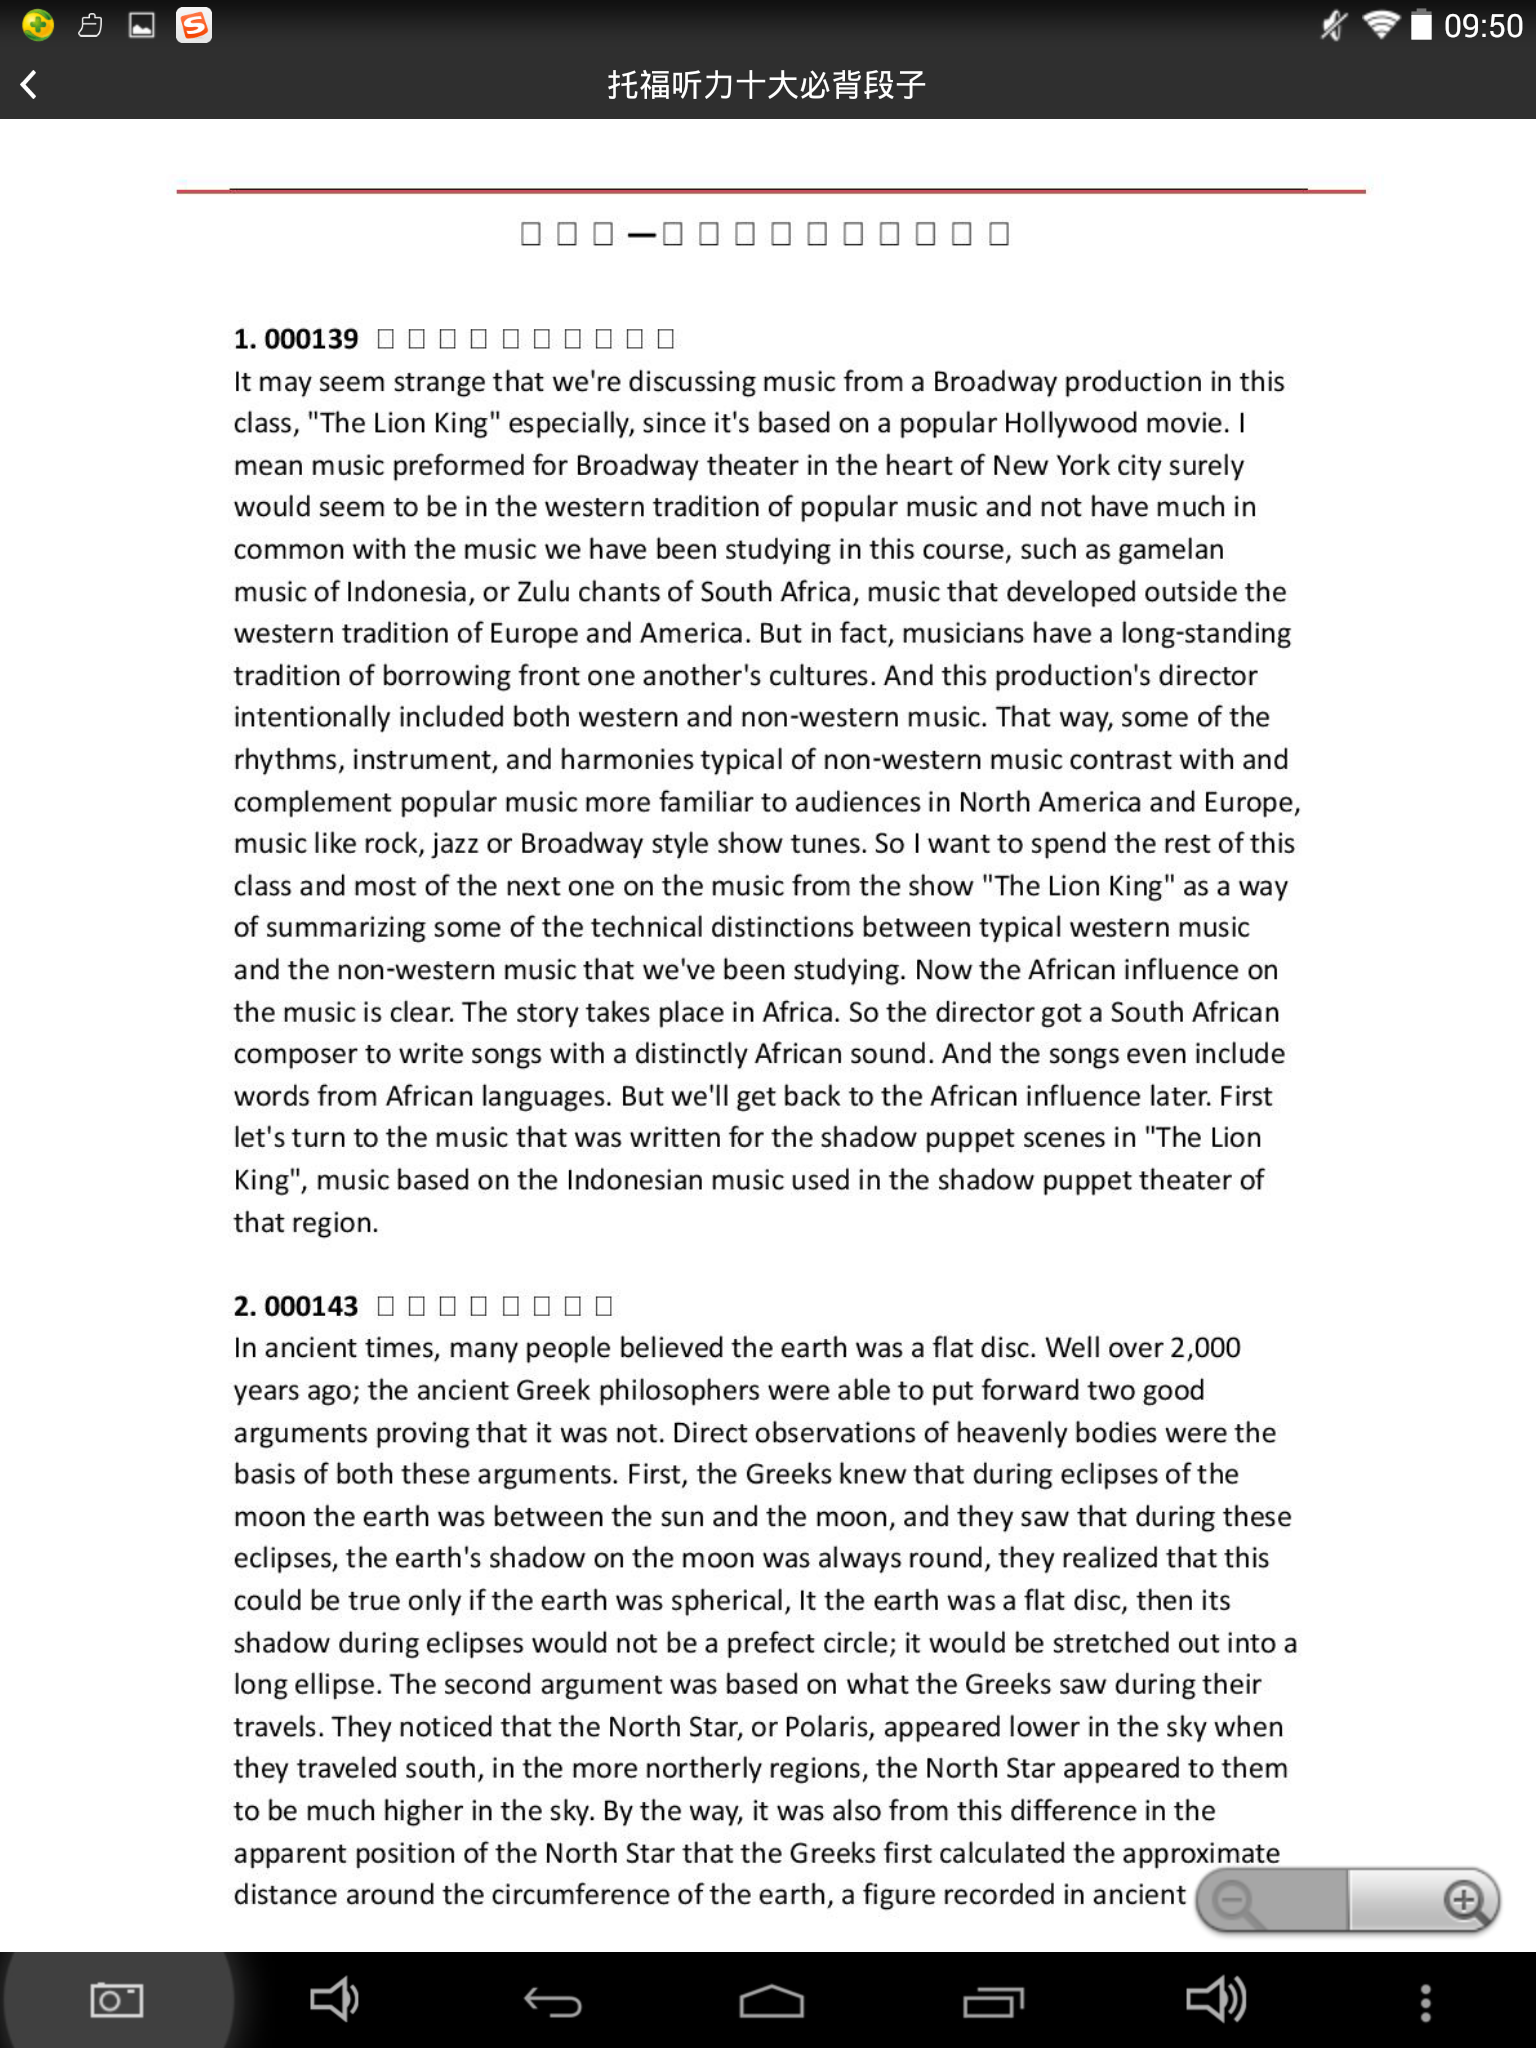 09:50
托福听力十大必背段子
1. 000139
It may seem strange that we're discussing music from a Broadway production in this
class, "The Lion King" especially, since it's based on a popular Hollywood movie. I
mean music preformed for Broadway theater in the heart of New York city surely
would seem to be in the western tradition of popular music and not have much in
common with the music we have been studying in this course, such as gamelan
music of Indonesia, or Zulu chants of South Africa, music that developed outside the
western tradition of Europe and America. But in fact, musicians have a long-standing
tradition of borrowing front one another's cultures. And this production's director
intentionally included both western and non-western music. That way, some of the
rhythms, instrument, and harmonies typical of non-western music contrast with and
complement popular music more familiar to audiences in North America and Europe,
music like rock, jazz or Broadway style show tunes. So I want to spend the rest of this
class and most of the next one on the music from the show "The Lion King" as a way
of summarizing some of the technical distinctions between typical western music
and the non-western music that we've been studying. Now the African influence on
the music is clear. The story takes place in Africa. So the director got a South African
composer to write songs with a distinctly African sound. And the songs even include
words from African languages. But we'll get back to the African influence later. First
let's turn to the music that was written for the shadow puppet scenes in "The Lion
King", music based on the Indonesian music used in the shadow puppet theater of
that region.
2. 000143
In ancient times, many people believed the earth was a flat disc. Well over 2,000
years ago; the ancient Greek philosophers were able to put forward two good
arguments proving that it was not. Direct observations of heavenly bodies were the
basis of both these arguments. First, the Greeks knew that during eclipses of the
moon the earth was between the sun and the moon, and they saw that during these
eclipses, the earth's shadow on the moon was always round, they realized that this
could be true only if the earth was spherical, It the earth was a flat disc, then its
shadow during eclipses would not be a prefect circle; it would be stretched out into a
long ellipse. The second argument was based on what the Greeks saw during their
travels. They noticed that the North Star, or Polaris, appeared lower in the sky when
they traveled south, in the more northerly regions, the North Star appeared to them
to be much higher in the sky. By the way, it was also from this difference in the
apparent position of the North Star that the Greeks first calculated the approximate
distance around the circumference of the earth, a figure recorded in ancient